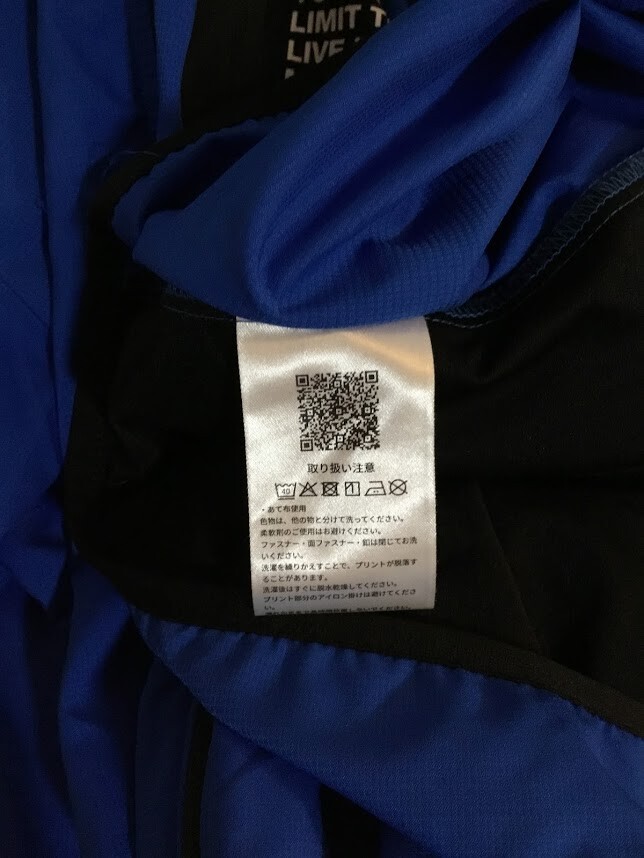 LIMIT T
LIVE
取り扱い注意
40
・あて布使用
色物は、他の物と分けて洗ってください。
柔軟剤のご使用はお避けください。
ファスナー・面ファスナー・釦は閉じてお洗
いください。
洗濯を繰りかえすことで、プリントが脱落す
ることがあります。
洗濯後はすぐに脱水乾燥してください。
プリント部分のアイロン掛けは避けてくださ
い。